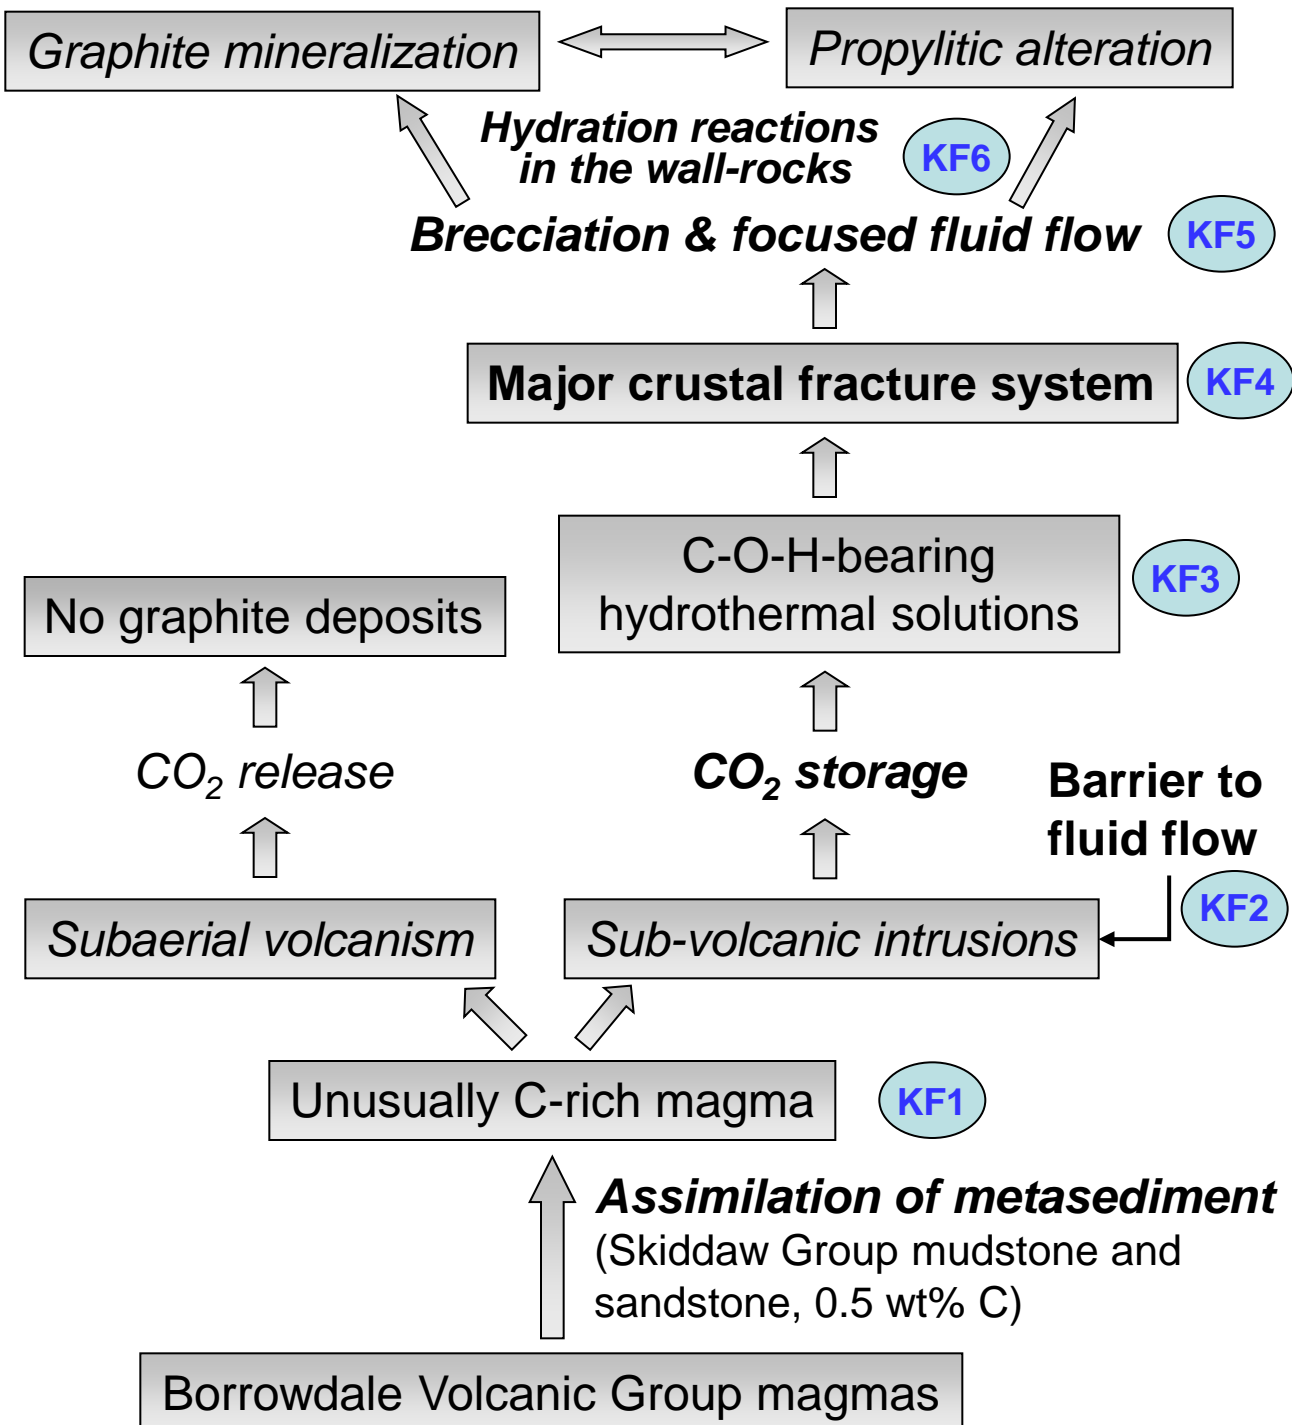 Graphite mineralization
Propylitic alteration
Hydration reactions
in the wall-rocks
KF6
Brecciation & focused fluid flow
KF5
Major crustal fracture system
KF4
C-O-H-bearing
hydrothermal solutions
KF3
No graphite deposits
CO2 release
CO2 storage
Barrier to
fluid flow
KF2
Subaerial volcanism
Sub-volcanic intrusions
Unusually C-rich magma
KF1
Assimilation of metasediment
(Skiddaw Group mudstone and
sandstone, 0.5 wt% C)
Borrowdale Volcanic Group magmas